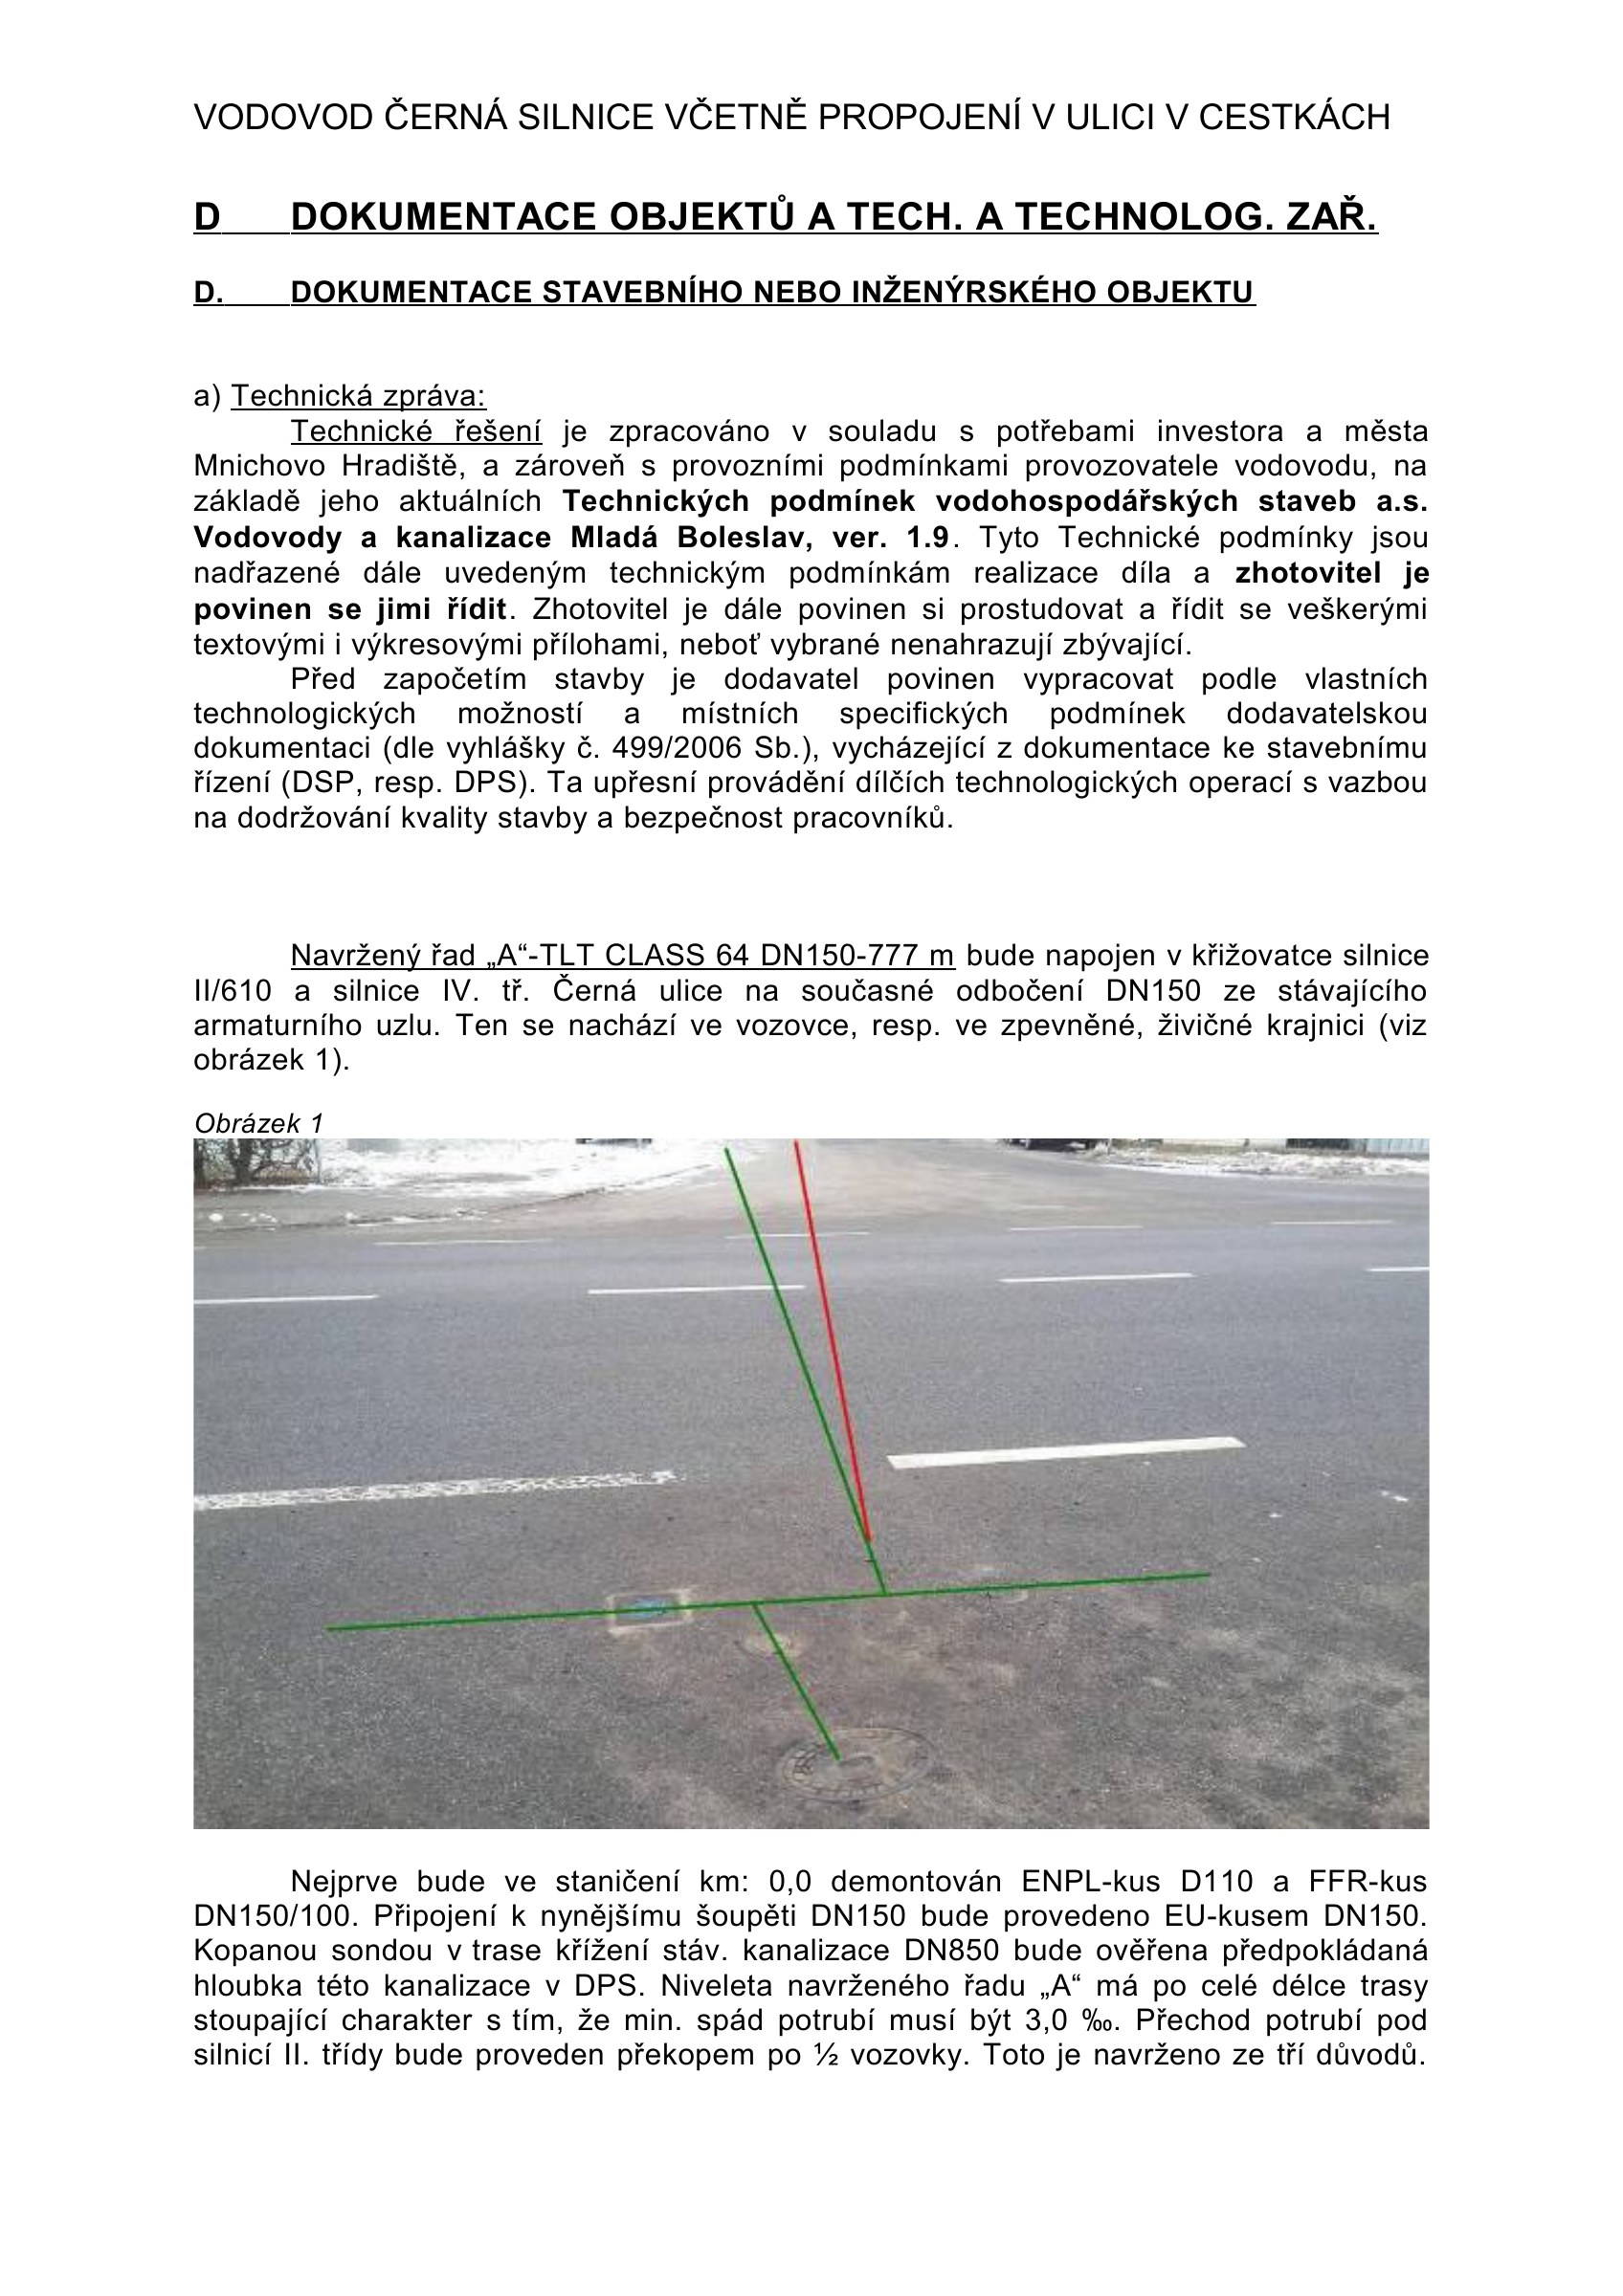 VODOVOD ČERNÁ SILNICE VČETNĚ PROPOJENÍ V ULICI V CESTKÁCH
D DOKUMENTACE OBJEKTŮ A TECH. A TECHNOLOG. ZAŘ.
D. DOKUMENTACE STAVEBNÍHO NEBO INŽENÝRSKÉHO OBJEKTU
a) Technická zpráva:
Technické řešení je zpracováno v souladu s potřebami investora a města
Mnichovo Hradiště, a zároveň s provozními podmínkami provozovatele vodovodu, na
základě jeho aktuálních Technických podmínek vodohospodářských staveb a.s.
Vodovody a kanalizace Mladá Boleslav, ver. 1.9. Tyto Technické podmínky jsou
nadřazené dále uvedeným technickým podmínkám realizace díla a zhotovitel je
povinen se jimi řídit. Zhotovitel je dále povinen si prostudovat a řídit se veškerými
textovými i výkresovými přílohami, neboť vybrané nenahrazují zbývající.
Před započetím stavby je dodavatel povinen vypracovat podle vlastních
technologických možností a místních specifických podmínek dodavatelskou
dokumentaci (dle vyhlášky č. 499/2006 Sb.), vycházející z dokumentace ke stavebnímu
řízení (DSP, resp. DPS). Ta upřesní provádění dílčích technologických operací s vazbou
na dodržování kvality stavby a bezpečnost pracovníků.
Navržený řad „A“-TLT CLASS 64 DN150-777 m bude napojen v křižovatce silnice
II/610 a silnice IV. tř. Černá ulice na současné odbočení DN150 ze stávajícího
armaturního uzlu. Ten se nachází ve vozovce, resp. ve zpevněné, živičné krajnici (viz
obrázek 1).
Obrázek 1
Nejprve bude ve staničení km: 0,0 demontován ENPL-kus D110 a FFR-kus
DN150/100. Připojení k nynějšímu šoupěti DN150 bude provedeno EU-kusem DN150.
Kopanou sondou v trase křížení stáv. kanalizace DN850 bude ověřena předpokládaná
hloubka této kanalizace v DPS. Niveleta navrženého řadu „A“ má po celé délce trasy
stoupající charakter s tím, že min. spád potrubí musí být 3,0 ‰. Přechod potrubí pod
silnicí II. třídy bude proveden překopem po ½ vozovky. Toto je navrženo ze tří důvodů.